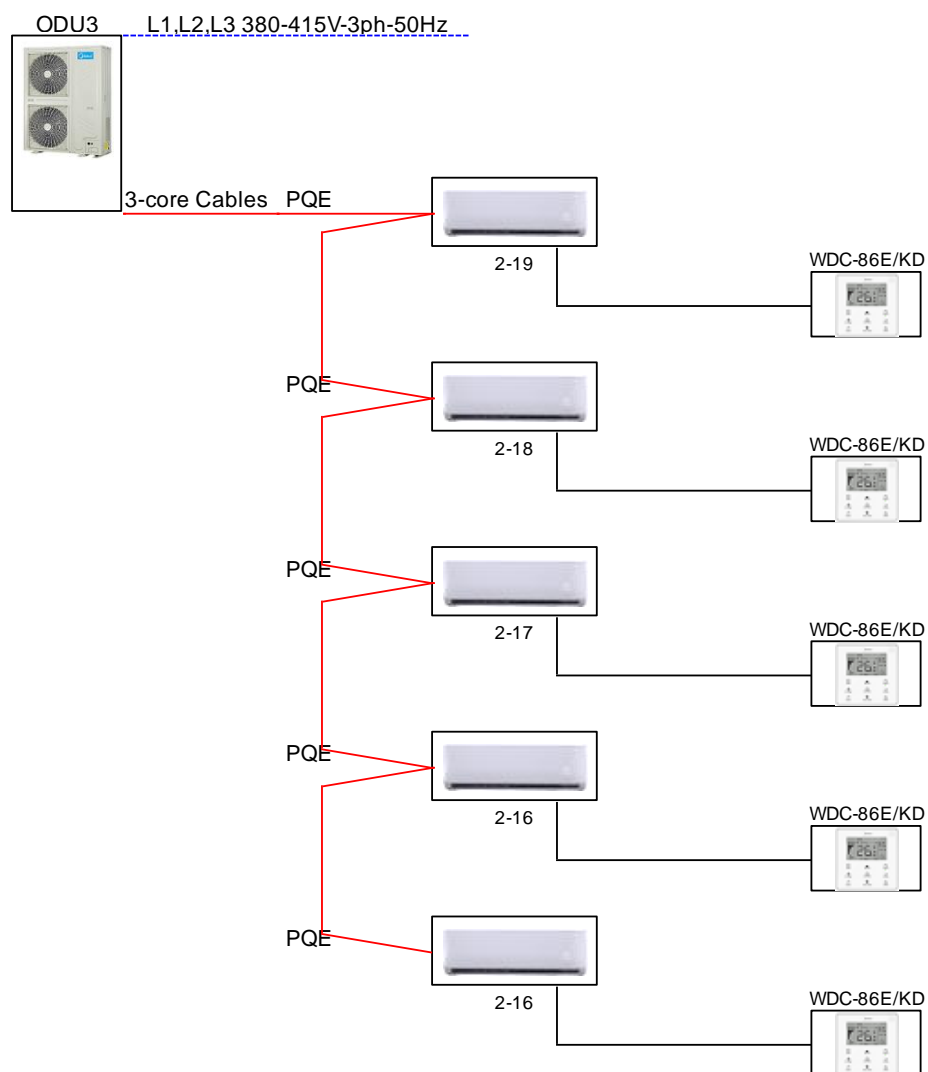 ODU3 L1,L2,L3 380-415V-3ph-50Hz
3-core Cables PQE
2-19
WDC-86E/KD
PQE
2-18
WDC-86E/KD
PQE
2-17
WDC-86E/KD
PQE
2-16
WDC-86E/KD
PQE
2-16
WDC-86E/KD